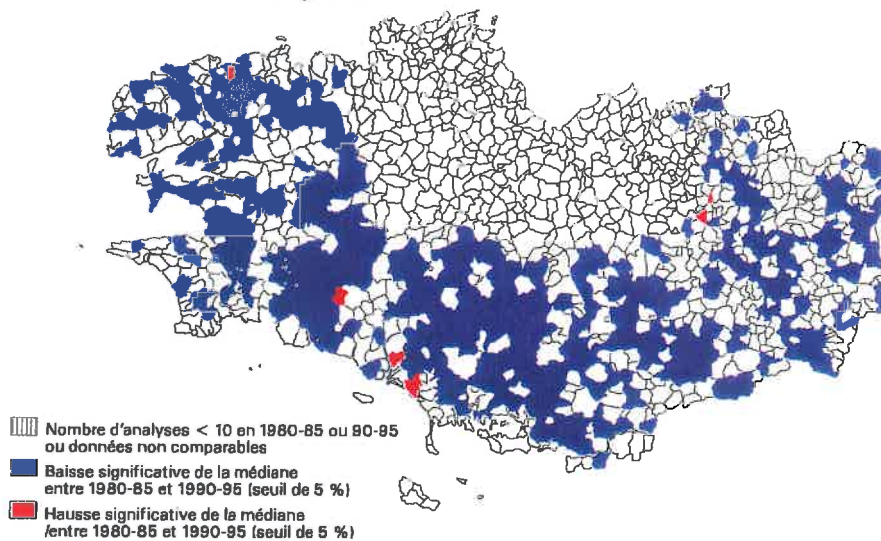 Nombre d'analyses < 10 en 1980-85 ou 90-95
ou données non comparables
Baisse significative de la médiane
entre 1980-85 et 1990-95 (seuil de 5 %)
Hausse significative de la médiane
/entre 1980-85 et 1990-95 (seuil de 5 %)